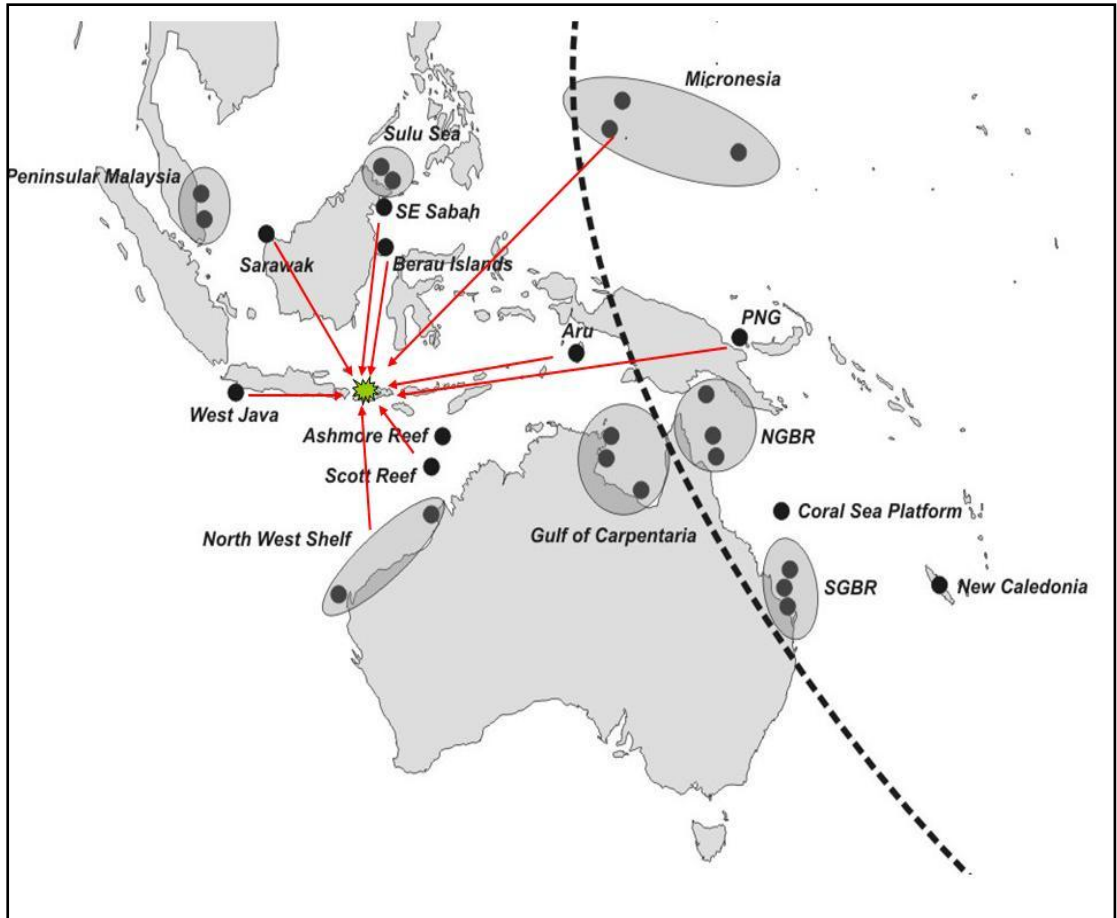 Micronesia
Sulu Sea
Peninsular Malaysia
SE Sabah
Sarawak
Berau Islands
PNG
Aru
West Java
Ashmore Reef
NGBR
Scott Reef
Coral Sea Platform
North West Shelf
Gulf of Carpentaria
SGBR
New Caledonia